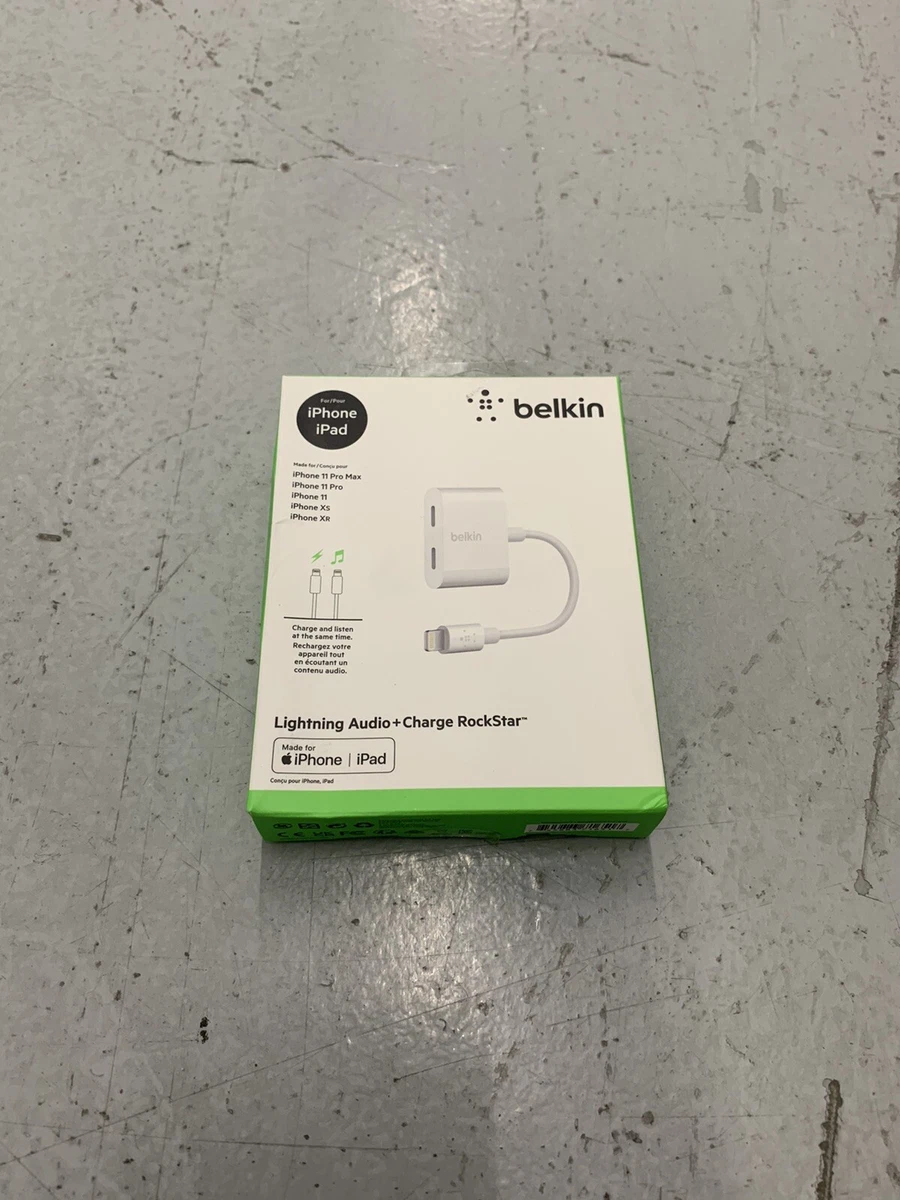 For/Pour
iPhone
iPad
belkin
Made for/Conçu pour
iPhone 11 Pro Max
iPhone 11 Pro
iPhone 11
iPhone XS
iPhone XR
belkin
Charge and listen
at the same time.
Rechargez votre
appareil tout
en écoutant un
contenu audio.
Lightning Audio+Charge RockStar™
Made for
iPhone | iPad
Conçu pour iPhone, iPad